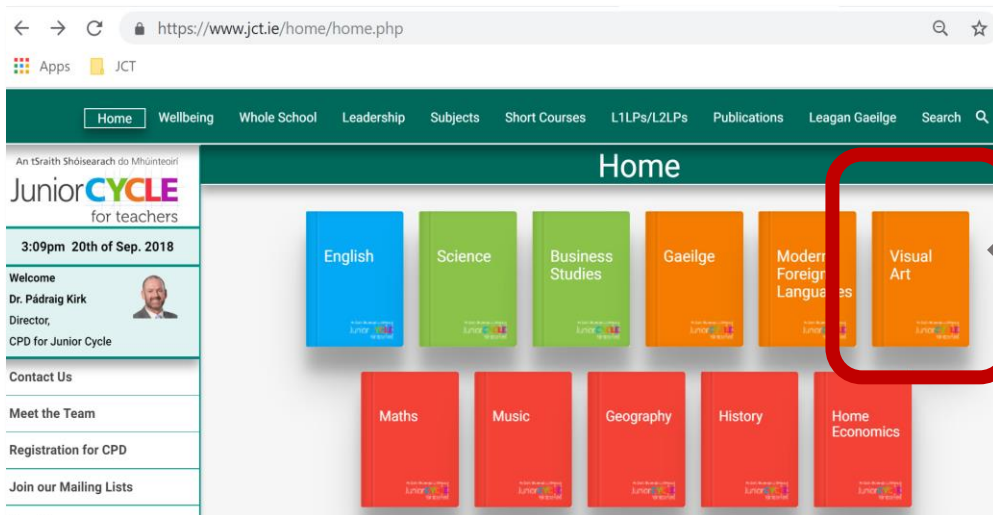 https://www.jct.ie/home/home.php
Apps JCT
Home Wellbeing Whole School Leadership Subjects Short Courses L1LPs/L2LPs Publications Leagan Gaeilge Search
An tSraith Shóisearach do Mhúinteoirí
JuniorCYCLE
for teachers
3:09pm 20th of Sep. 2018
Welcome
Dr. Pádraig Kirk
Director,
CPD for Junior Cycle
Contact Us
Meet the Team
Registration for CPD
Join our Mailing Lists
Home
English
Science
Business
Studies
Gaeilge
Modern
Foreign
Languages
Visual
Art
Maths
Music
Geography
History
Home
Economics